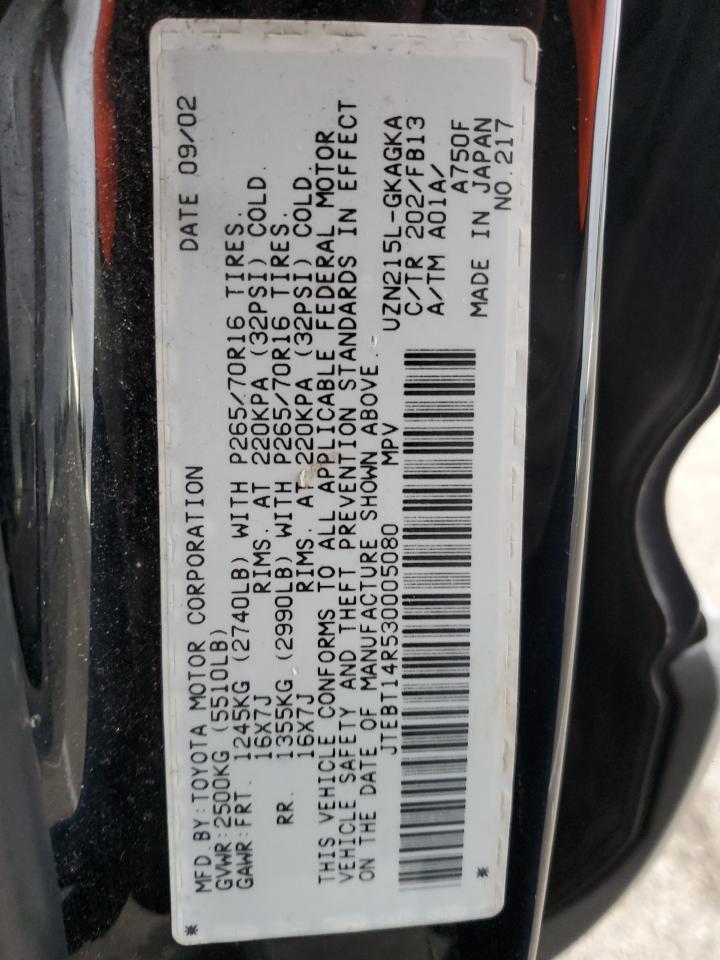 MFD.BY:TOYOTA MOTOR CORPORATION DATE 09/02
GVWR:2500KG(5510LB)
GAWR:FRT. 1245KG (2740LB) WITH P265/70R16 TIRES.
16X7J RIMS. AT 220KPA (32PSI) COLD.
RR. 1355KG (2990LB) WITH P265/70R16 TIRES.
16X7J RIMS. AT 220KPA (32PSI) COLD.
THIS VEHICLE CONFORMS TO ALL APPLICABLE FEDERAL MOTOR
VEHICLE SAFETY AND THEFT PREVENTION STANDARDS IN EFFECT
ON THE DATE OF MANUFACTURE SHOWN ABOVE.
JTEBT14R530005080 MPV UZN215L-GKAGKA
C/TR 202/FB13
A/TM A01A/
A750F
MADE IN JAPAN
NO.217